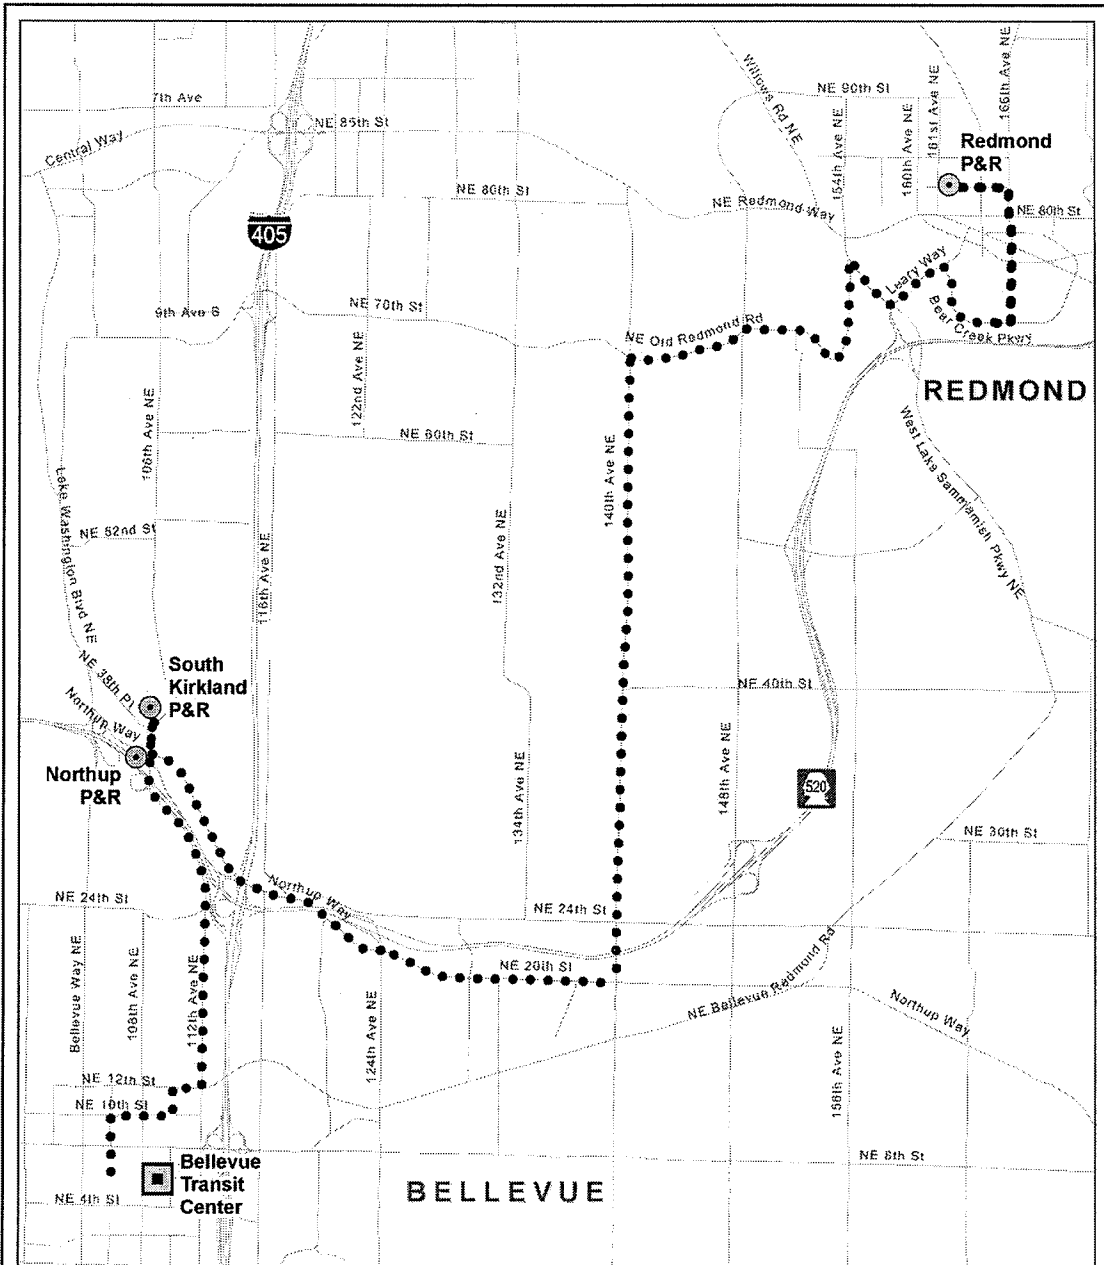 7th Ave
Central Way
NE 85th St
Willows Rd NE
NE 90th St
154th Ave NE
160th Ave NE
161st Ave NE
166th Ave NE
Redmond
P&R
NE 80th St
NE Redmond Way
NE 80th St
405
9th Ave S
NE 70th St
122nd Ave NE
NE Old Redmond Rd
Leary Way
Bear Creek Pkwy
REDMOND
108th Ave NE
NE 60th St
140th Ave NE
West Lake Sammamish Pkwy NE
Lake Washington Blvd NE
NE 52nd St
116th Ave NE
132nd Ave NE
NE 38th Pl
South
Kirkland
P&R
NE 40th St
Northup Way
Northup
P&R
134th Ave NE
148th Ave NE
520
NE 30th St
Northup Way
NE 24th St
NE 24th St
Bellevue Way NE
108th Ave NE
112th Ave NE
124th Ave NE
NE 20th St
NE Bellevue Redmond Rd
Northup Way
156th Ave NE
NE 12th St
NE 10th St
Bellevue
Transit
Center
NE 8th St
NE 4th St
BELLEVUE